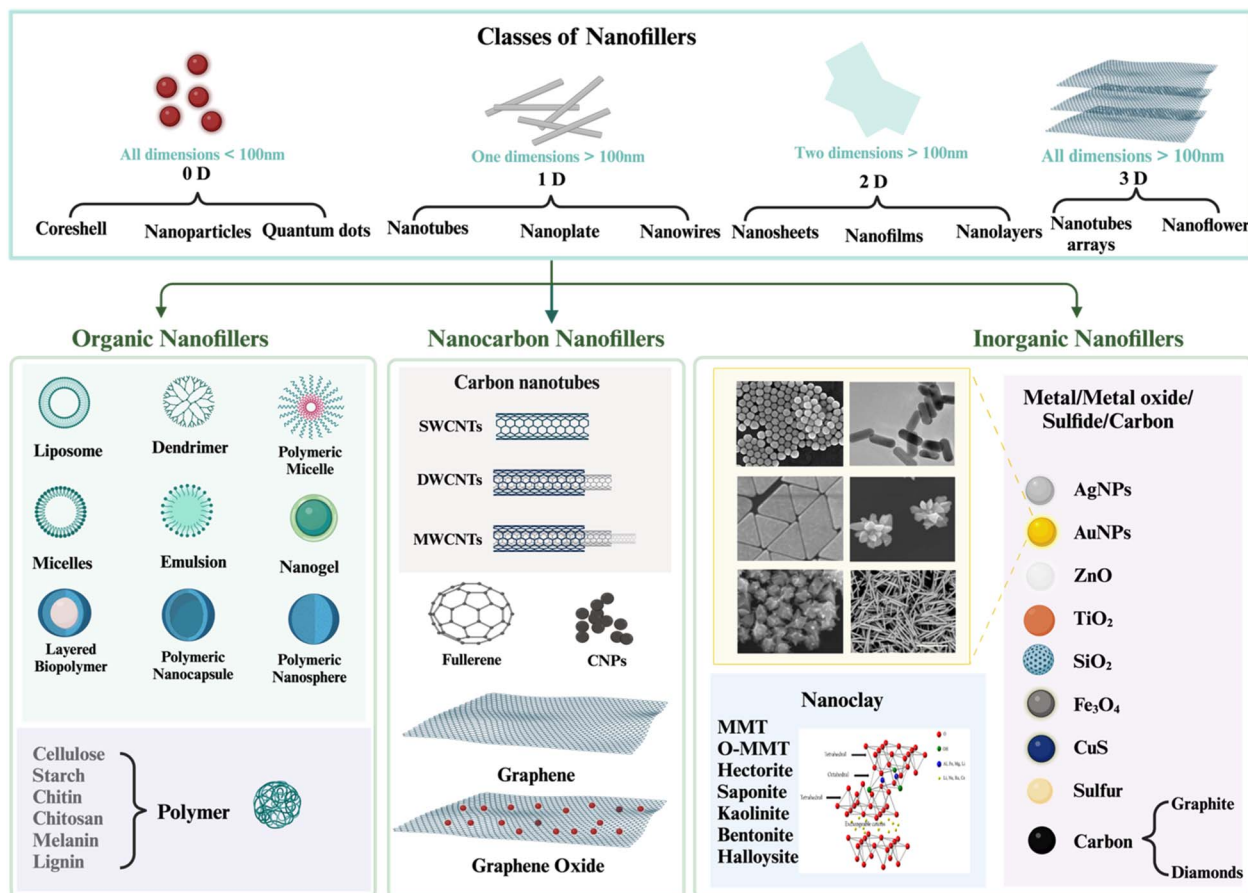 Classes of Nanofillers
All dimensions < 100nm
0 D
Coreshell
Nanoparticles
Quantum dots
One dimensions > 100nm
1 D
Nanotubes
Nanoplate
Nanowires
Two dimensions > 100nm
2 D
Nanosheets
Nanofilms
Nanolayers
All dimensions > 100nm
3 D
Nanotubes
arrays
Nanoflower
Organic Nanofillers
Liposome
Dendrimer
Polymeric
Micelle
Micelles
Emulsion
Nanogel
Layered
Biopolymer
Polymeric
Nanocapsule
Polymeric
Nanosphere
Cellulose
Starch
Chitin
Chitosan
Melanin
Lignin
Polymer
Nanocarbon Nanofillers
Carbon nanotubes
SWCNTs
DWCNTs
MWCNTs
Fullerene
CNPs
Graphene
Graphene Oxide
Inorganic Nanofillers
Metal/Metal oxide/
Sulfide/Carbon
AgNPs
AuNPs
ZnO
TiO₂
SiO₂
Fe₃O₄
CuS
Sulfur
Carbon
Graphite
Diamonds
Nanoclay
MMT
O-MMT
Hectorite
Saponite
Kaolinite
Bentonite
Halloysite
Tetrahedral
Octahedral
Tetrahedral